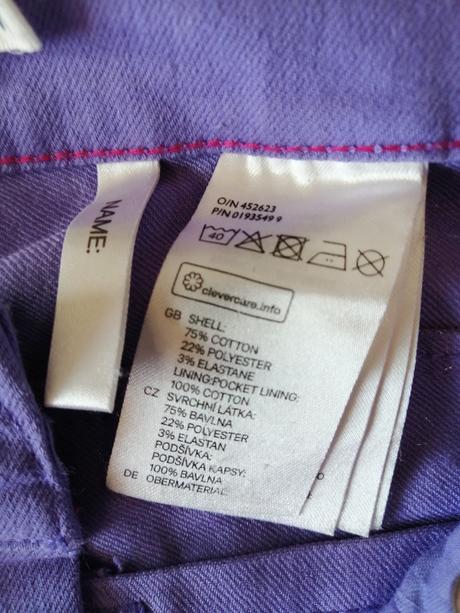 NAME:
O/N 452623
P/N 0193549 9
40
clevercare.info
GB SHELL:
75% COTTON
22% POLYESTER
3% ELASTANE
LINING:POCKET LINING:
100% COTTON
CZ SVRCHNÍ LÁTKA:
75% BAVLNA
22% POLYESTER
3% ELASTAN
PODŠÍVKA:
PODŠÍVKA KAPSY:
100% BAVLNA
DE OBERMATERIAL: